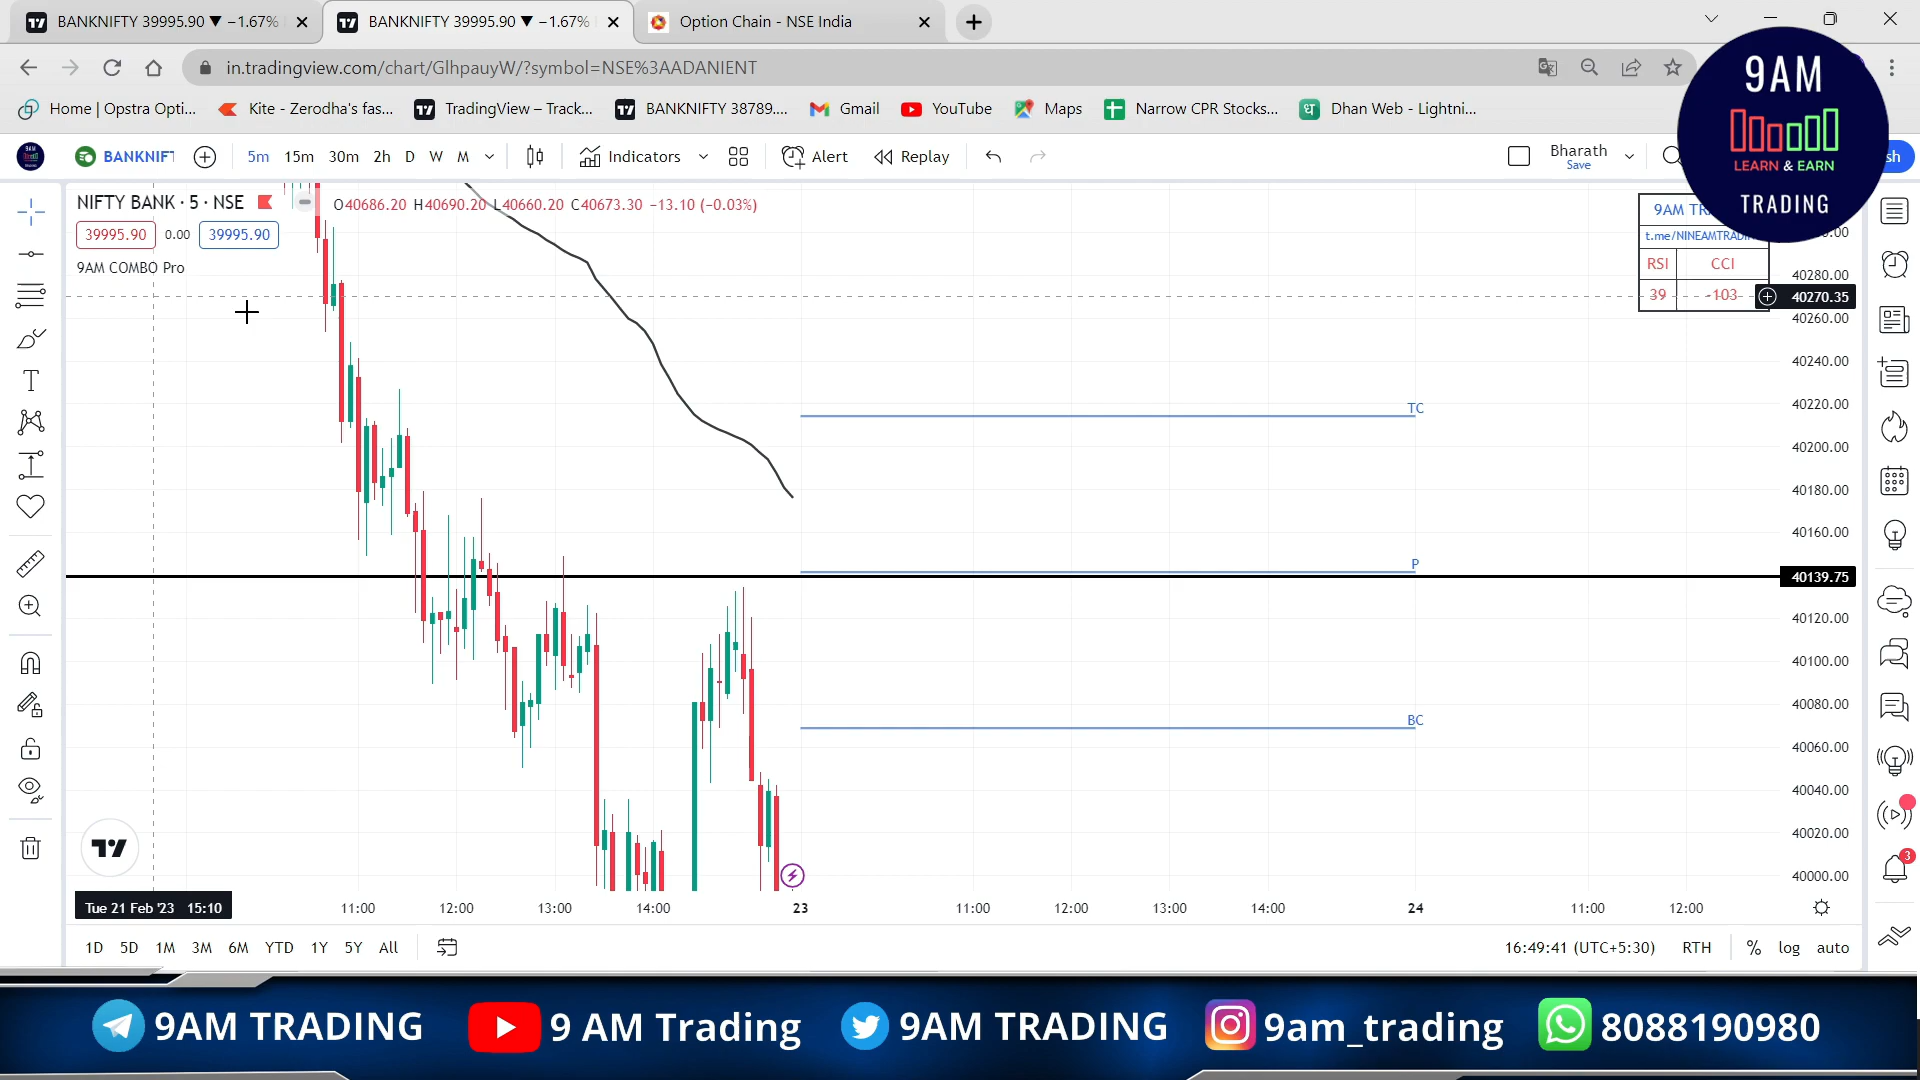 BANKNIFTY 39995.90 ▼ −1.67%
BANKNIFTY 39995.90 ▼ −1.67%
Option Chain - NSE India
in.tradingview.com/chart/GlhpauyW/?symbol=NSE%3AADANIENT
Home | Opstra Opti...
Kite - Zerodha's fas...
TradingView – Track...
BANKNIFTY 38789....
Gmail
YouTube
Maps
Narrow CPR Stocks...
Dhan Web - Lightni...
9AM
LEARN & EARN
TRADING
BANKNIFT
5m 15m 30m 2h D W M
Indicators
Alert
Replay
Bharath
Save
sh
NIFTY BANK · 5 · NSE
O40686.20 H40690.20 L40660.20 C40673.30 −13.10 (−0.03%)
39995.90 0.00 39995.90
9AM COMBO Pro
9AM TR
t.me/NINEAMTRADIN
RSI CCI
39 -103
40280.00
40270.35
40260.00
40240.00
40220.00
40200.00
40180.00
40160.00
40139.75
40120.00
40100.00
40080.00
40060.00
40040.00
40020.00
40000.00
TC
P
BC
Tue 21 Feb '23 15:10
11:00 12:00 13:00 14:00 23 11:00 12:00 13:00 14:00 24 11:00 12:00
1D 5D 1M 3M 6M YTD 1Y 5Y All
16:49:41 (UTC+5:30) RTH % log auto
3
9AM TRADING
9 AM Trading
9AM TRADING
9am_trading
8088190980